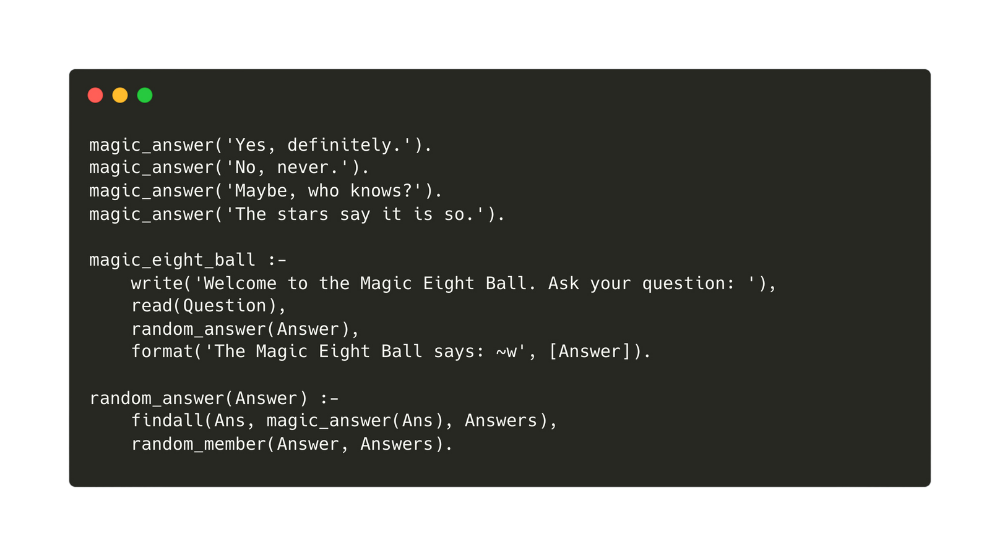 magic_answer('Yes, definitely.').
magic_answer('No, never.').
magic_answer('Maybe, who knows?').
magic_answer('The stars say it is so.').

magic_eight_ball :-
    write('Welcome to the Magic Eight Ball. Ask your question: '),
    read(Question),
    random_answer(Answer),
    format('The Magic Eight Ball says: ~w', [Answer]).

random_answer(Answer) :-
    findall(Ans, magic_answer(Ans), Answers),
    random_member(Answer, Answers).